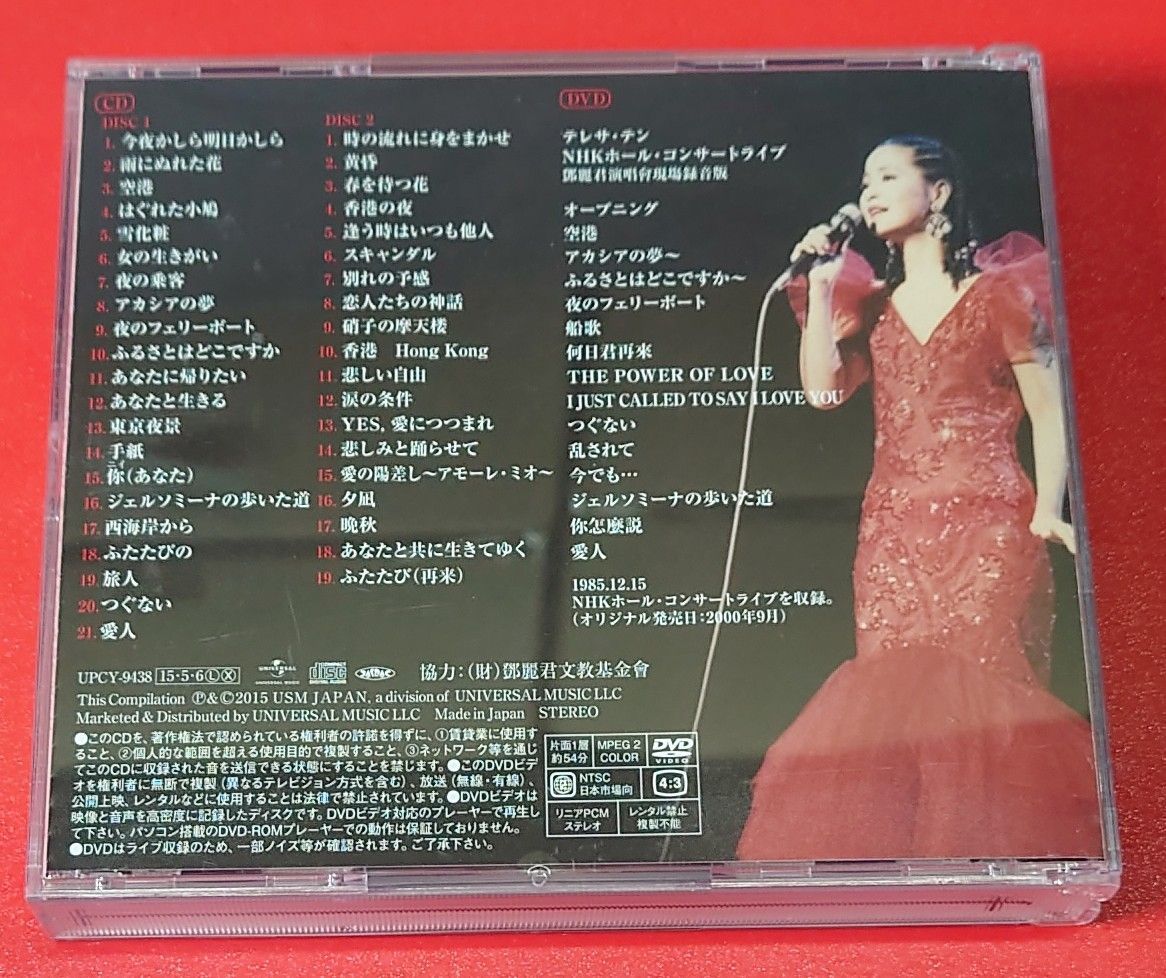 CD
DISC 1
1. 今夜かしら明日かしら
2. 雨にぬれた花
3. 空港
4. はぐれた小鳩
5. 雪化粧
6. 女の生きがい
7. 夜の乗客
8. アカシアの夢
9. 夜のフェリーボート
10. ふるさとはどこですか
11. あなたに帰りたい
12. あなたと生きる
13. 東京夜景
14. 手紙
15. 你(あなた)
ニイ
16. ジェルソミーナの歩いた道
17. 西海岸から
18. ふたたびの
19. 旅人
20. つぐない
21. 愛人
DISC 2
1. 時の流れに身をまかせ
2. 黄昏
3. 春を待つ花
4. 香港の夜
5. 逢う時はいつも他人
6. スキャンダル
7. 別れの予感
8. 恋人たちの神話
9. 硝子の摩天楼
10. 香港 Hong Kong
11. 悲しい自由
12. 涙の条件
13. YES, 愛につつまれ
14. 悲しみと踊らせて
15. 愛の陽差し〜アモーレ・ミオ〜
16. 夕凪
17. 晩秋
18. あなたと共に生きてゆく
19. ふたたび(再来)
DVD
テレサ・テン
NHKホール・コンサートライブ
鄧麗君演唱會現場録音版
オープニング
空港
アカシアの夢〜
ふるさとはどこですか〜
夜のフェリーボート
船歌
何日君再來
THE POWER OF LOVE
I JUST CALLED TO SAY I LOVE YOU
つぐない
乱されて
今でも…
ジェルソミーナの歩いた道
你怎麼説
愛人
1985.12.15
NHKホール・コンサートライブを収録。
(オリジナル発売日:2000年9月)
UPCY-9438 15・5・6 Ⓛ Ⓧ
UNIVERSAL
UNIVERSAL MUSIC
COMPACT
disc
DIGITAL AUDIO
協力:(財)鄧麗君文教基金會
This Compilation ℗&©2015 USM JAPAN, a division of UNIVERSAL MUSIC LLC
Marketed & Distributed by UNIVERSAL MUSIC LLC Made in Japan STEREO
●このCDを、著作権法で認められている権利者の許諾を得ずに、①賃貸業に使用す
ること、②個人的な範囲を超える使用目的で複製すること、③ネットワーク等を通じ
てこのCDに収録された音を送信できる状態にすることを禁じます。●このDVDビデ
オを権利者に無断で複製(異なるテレビジョン方式を含む)、放送(無線・有線)、
公開上映、レンタルなどに使用することは法律で禁止されています。●DVDビデオは
映像と音声を高密度に記録したディスクです。DVDビデオ対応のプレーヤーで再生し
て下さい。パソコン搭載のDVD-ROMプレーヤーでの動作は保証しておりません。
●DVDはライブ収録のため、一部ノイズ等が確認されます。ご了承下さい。
片面1層
約54分
MPEG 2
COLOR
DVD
VIDEO
NTSC
日本市場向
4:3
リニアPCM
ステレオ
レンタル禁止
複製不能